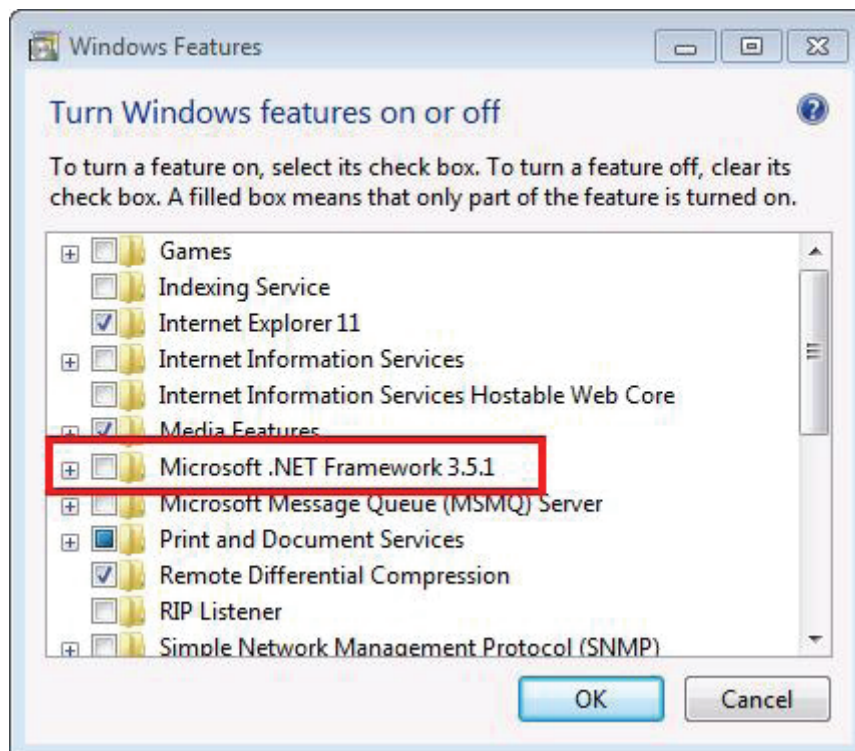 Windows Features
Turn Windows features on or off
To turn a feature on, select its check box. To turn a feature off, clear its
check box. A filled box means that only part of the feature is turned on.
Games
Indexing Service
Internet Explorer 11
Internet Information Services
Internet Information Services Hostable Web Core
Media Features
Microsoft .NET Framework 3.5.1
Microsoft Message Queue (MSMQ) Server
Print and Document Services
Remote Differential Compression
RIP Listener
Simple Network Management Protocol (SNMP)
OK Cancel